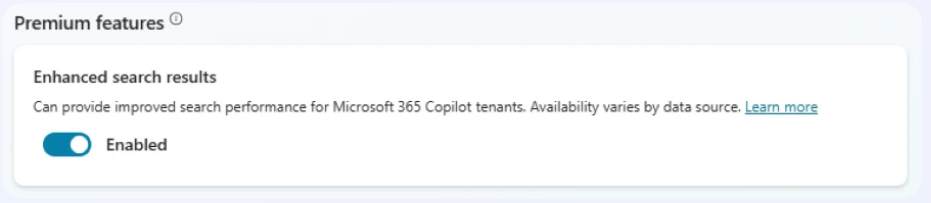 Premium features
Enhanced search results
Can provide improved search performance for Microsoft 365 Copilot tenants. Availability varies by data source. Learn more
Enabled